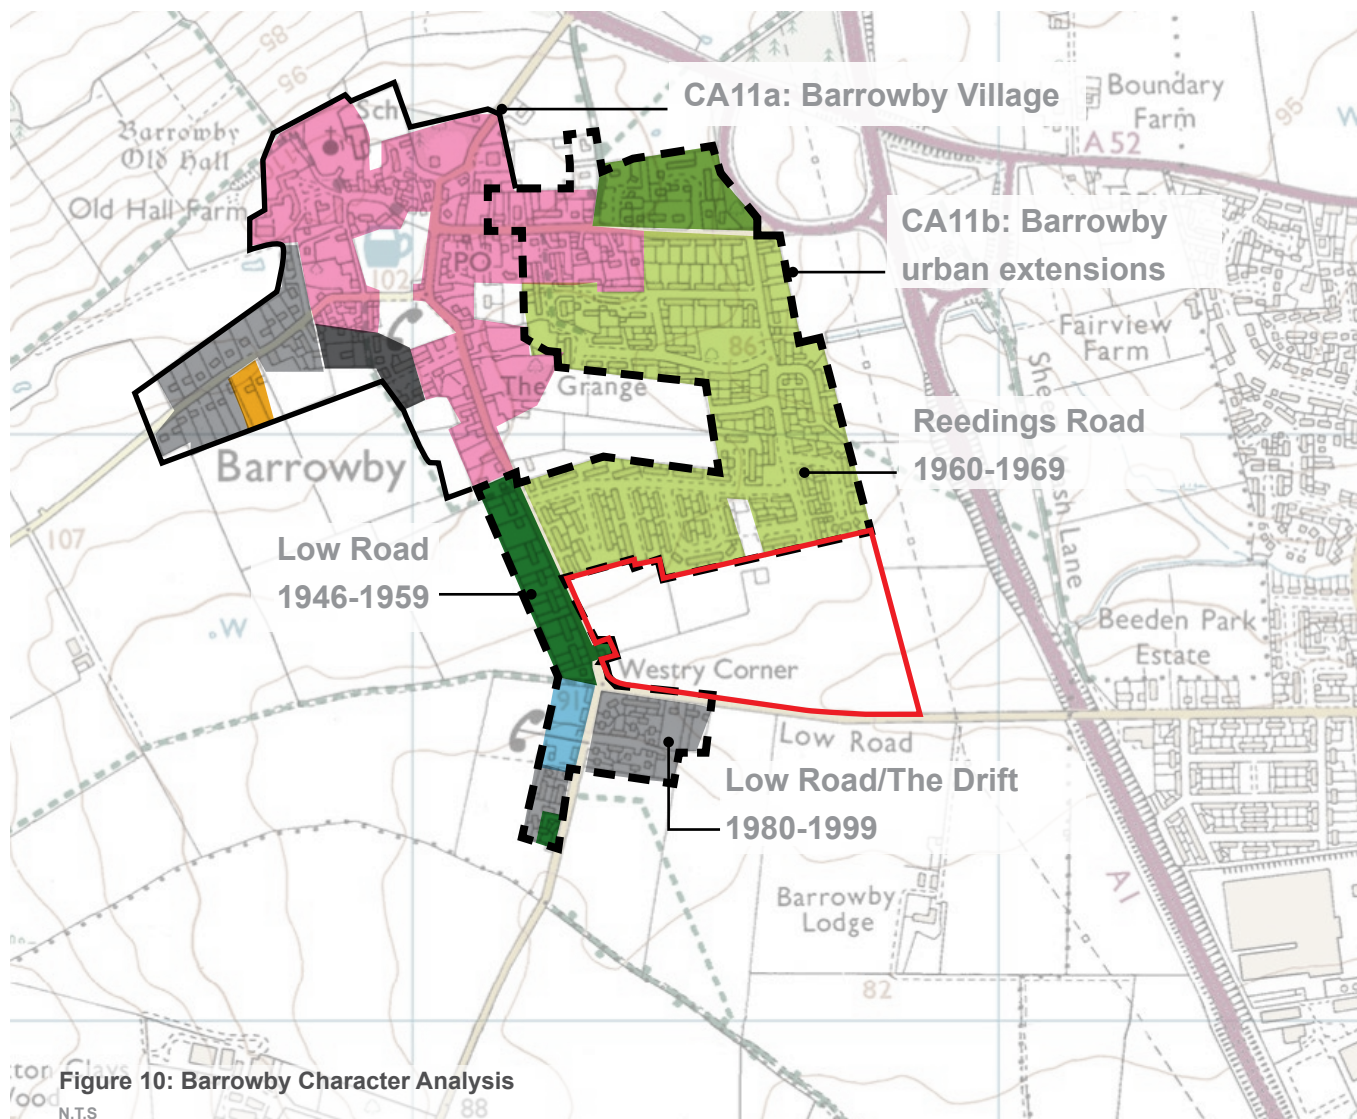 85
95
Sch
CA11a: Barrowby Village
Boundary
Farm
95
W
Barrowby
Old Hall
A 52
Old Hall Farm
CA11b: Barrowby
urban extensions
PO
102
86
Fairview
Farm
The Grange
Reedings Road
1960-1969
Barrowby
107
Low Road
1946-1959
W
Beeden Park
Estate
Westry Corner
91
Low Road
Low Road/The Drift
1980-1999
Barrowby
Lodge
A1
82
Figure 10: Barrowby Character Analysis
N.T.S
88